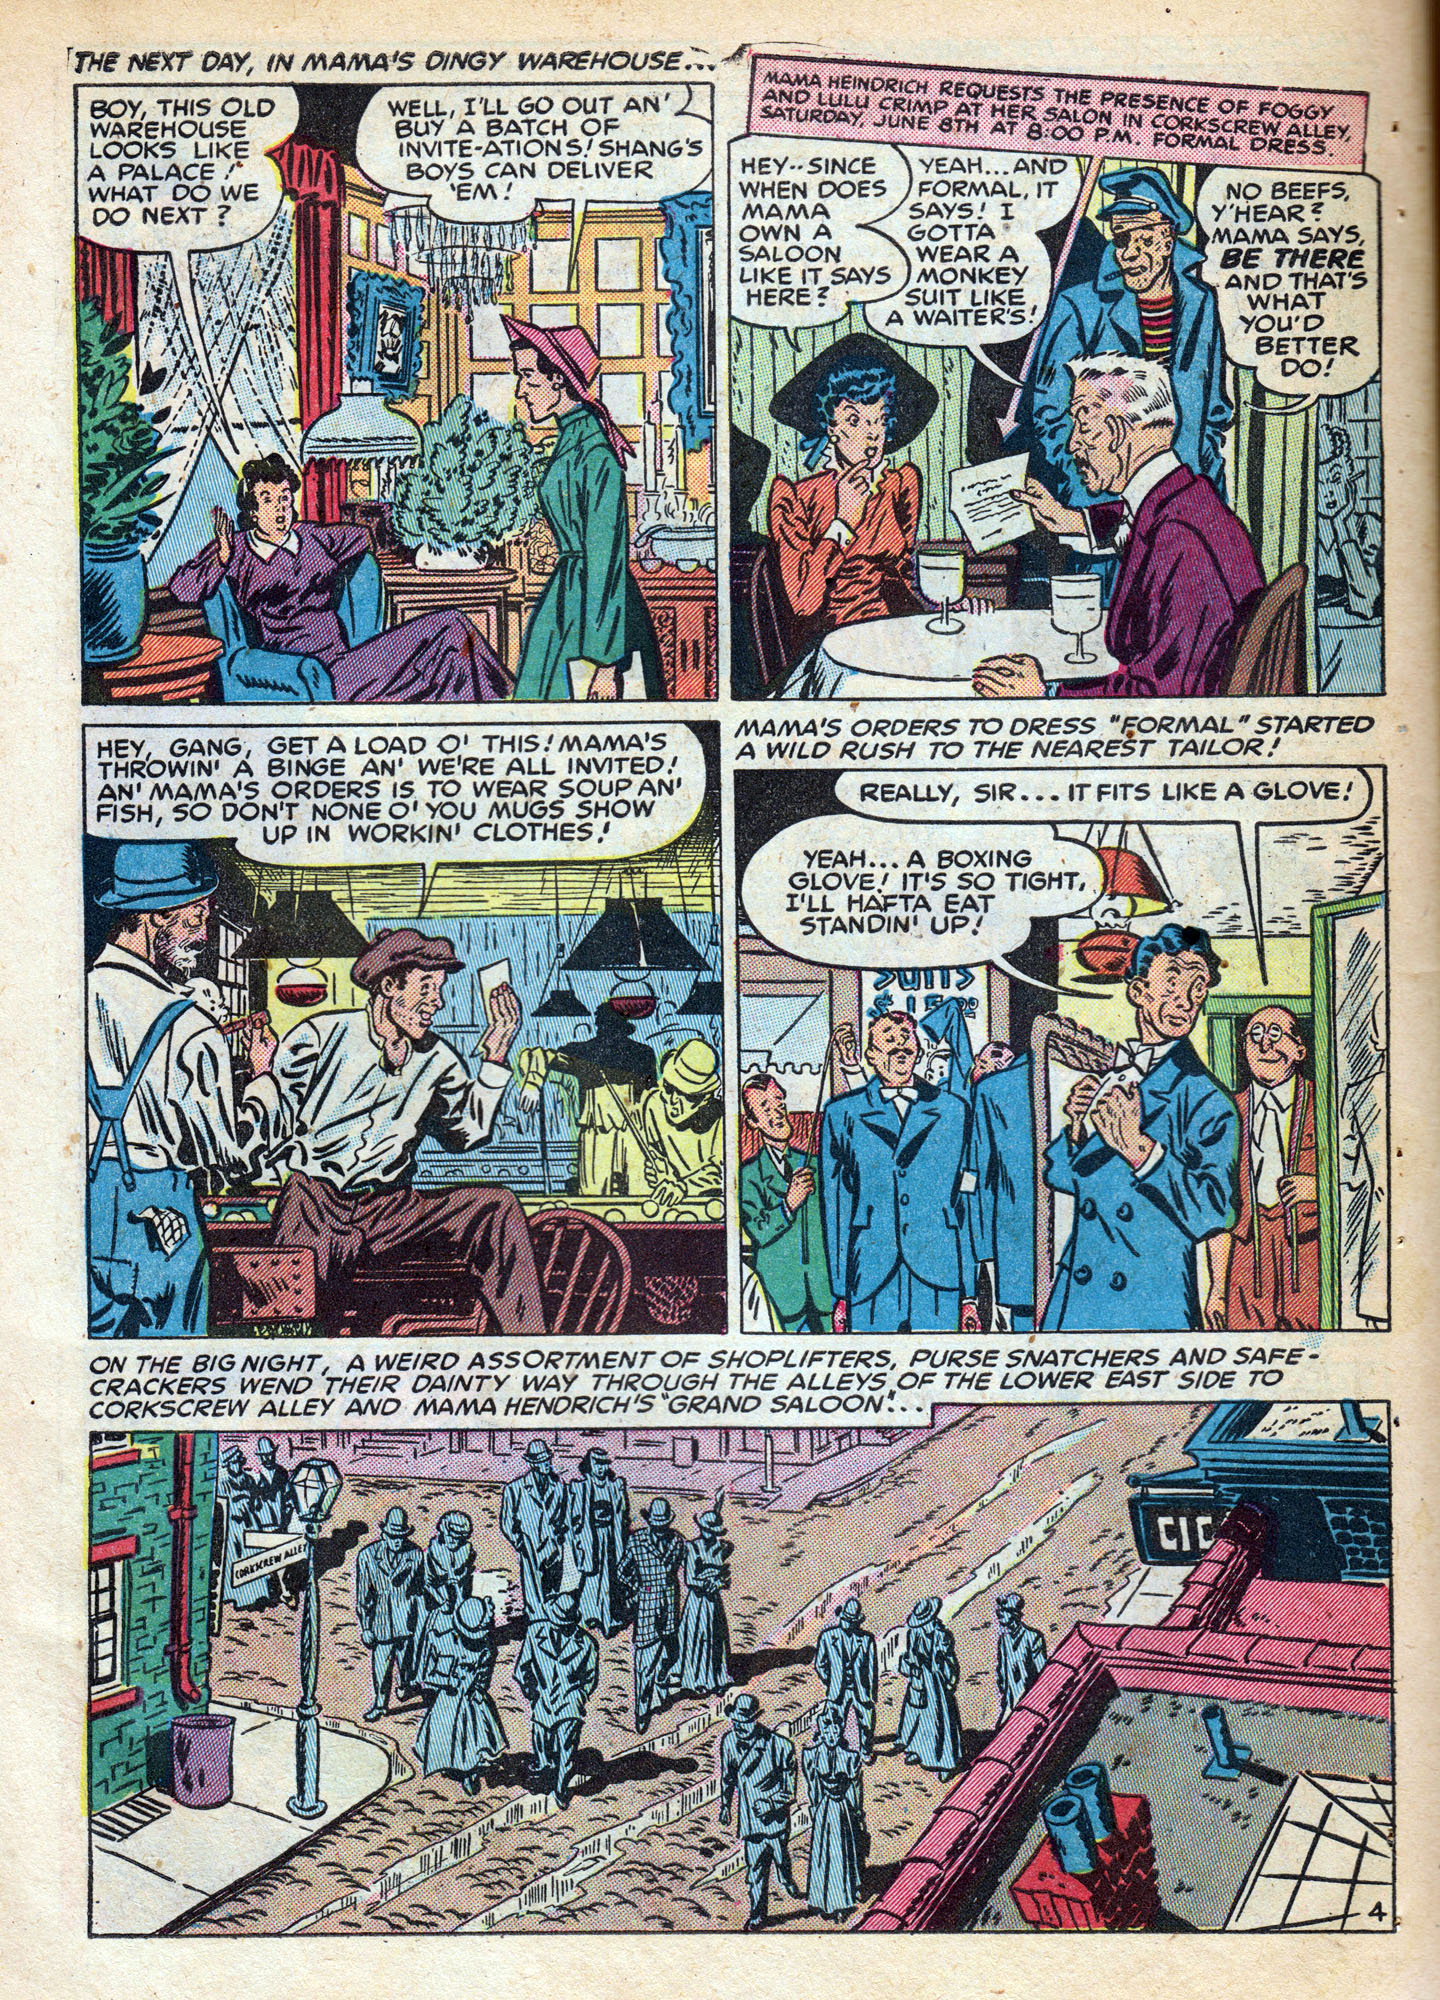 THE NEXT DAY, IN MAMA'S DINGY WAREHOUSE...
BOY, THIS OLD
WAREHOUSE
LOOKS LIKE
A PALACE!
WHAT DO WE
DO NEXT?
WELL, I'LL GO OUT AN'
BUY A BATCH OF
INVITE-ATIONS! SHANG'S
BOYS CAN DELIVER
'EM!
MAMA HEINDRICH REQUESTS THE PRESENCE OF FOGGY
AND LULU CRIMP AT HER SALON IN CORKSCREW ALLEY,
SATURDAY, JUNE 8TH AT 8:00 P.M. FORMAL DRESS.
HEY--SINCE
WHEN DOES
MAMA
OWN A
SALOON
LIKE IT SAYS
HERE?
YEAH...AND
FORMAL, IT
SAYS! I
GOTTA
WEAR A
MONKEY
SUIT LIKE
A WAITER'S!
NO BEEFS,
Y'HEAR?
MAMA SAYS,
BE THERE
AND THAT'S
WHAT
YOU'D
BETTER
DO!
HEY, GANG, GET A LOAD O' THIS! MAMA'S
THROWIN' A BINGE AN' WE'RE ALL INVITED!
AN' MAMA'S ORDERS IS TO WEAR SOUP AN'
FISH, SO DON'T NONE O' YOU MUGS SHOW
UP IN WORKIN' CLOTHES!
MAMA'S ORDERS TO DRESS "FORMAL" STARTED
A WILD RUSH TO THE NEAREST TAILOR!
REALLY, SIR... IT FITS LIKE A GLOVE!
YEAH... A BOXING
GLOVE! IT'S SO TIGHT,
I'LL HAFTA EAT
STANDIN' UP!
SUITS
ON THE BIG NIGHT, A WEIRD ASSORTMENT OF SHOPLIFTERS, PURSE SNATCHERS AND SAFE-
CRACKERS WEND THEIR DAINTY WAY THROUGH THE ALLEYS OF THE LOWER EAST SIDE TO
CORKSCREW ALLEY AND MAMA HENDRICH'S "GRAND SALOON"...
CORKSCREW ALLEY
CIC
4